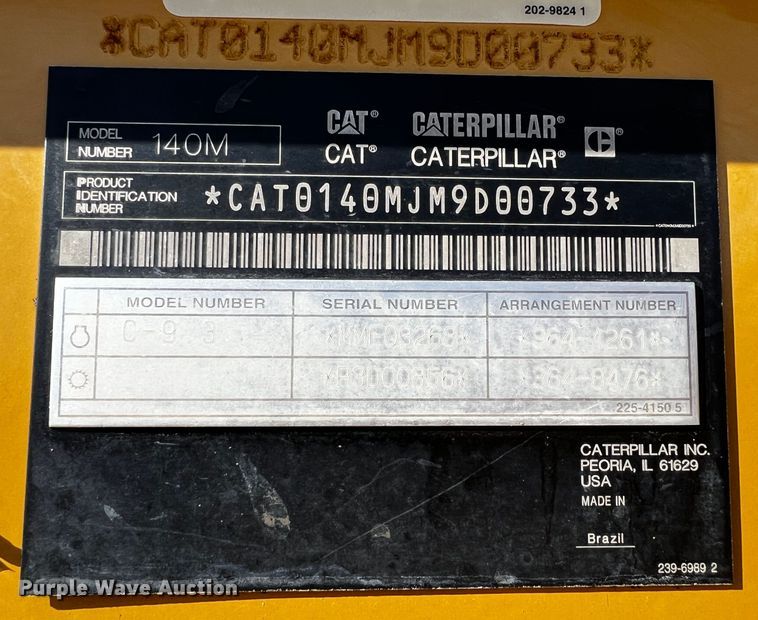 202-9824 1
*CAT0140MJM9D00733*
CAT® CATERPILLAR®
MODEL NUMBER 140M
CAT® CATERPILLAR®
PRODUCT IDENTIFICATION NUMBER
*CAT0140MJM9D00733*
MODEL NUMBER SERIAL NUMBER ARRANGEMENT NUMBER
225-4150 5
CATERPILLAR INC.
PEORIA, IL 61629
USA
MADE IN
Brazil
239-6989 2
Purple Wave Auction